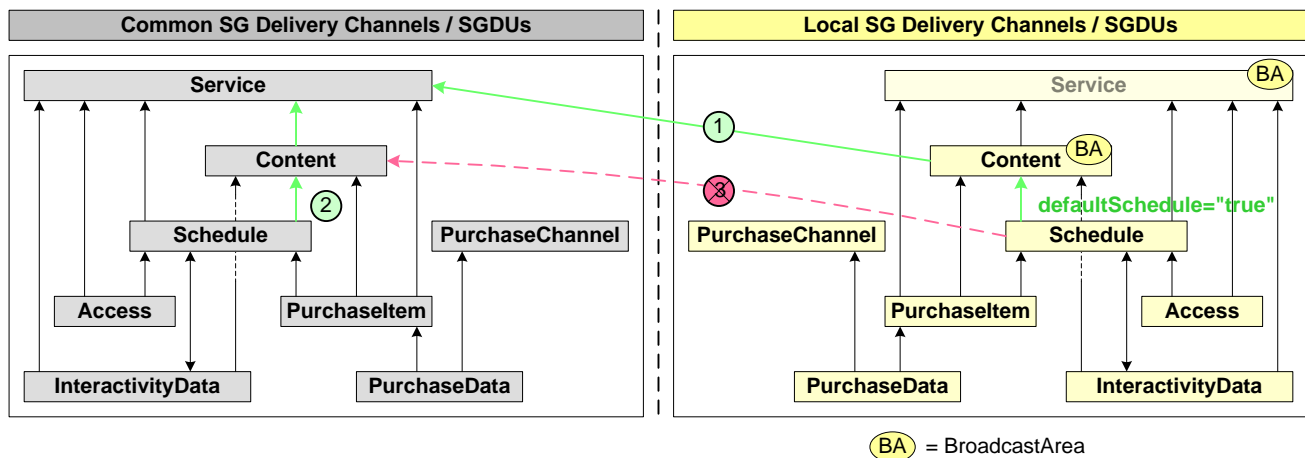 Common SG Delivery Channels / SGDUs
Local SG Delivery Channels / SGDUs
Service
Content
2
Schedule
PurchaseChannel
Access
PurchaseItem
InteractivityData
PurchaseData
1
3
BA
Service
BA
Content
defaultSchedule="true"
PurchaseChannel
Schedule
PurchaseItem
Access
PurchaseData
InteractivityData
BA = BroadcastArea